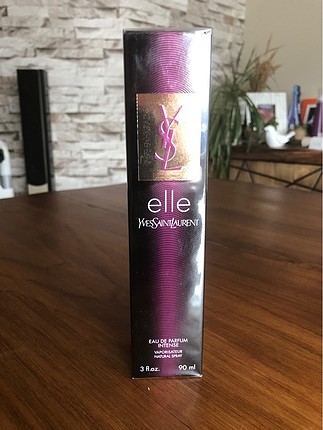 YSL
elle
YVESSAINTLAURENT
EAU DE PARFUM
INTENSE
VAPORISATEUR
NATURAL SPRAY
3 fl.oz. 90 ml